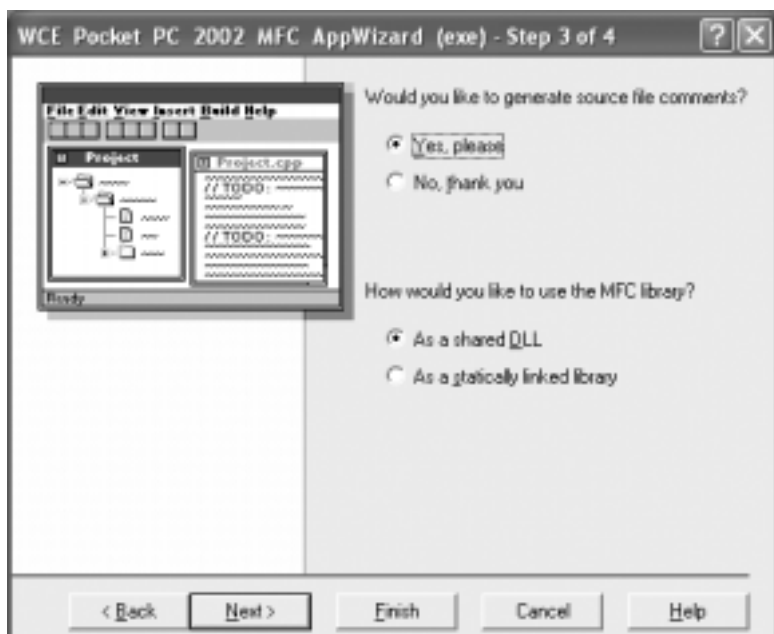 WCE Pocket PC 2002 MFC AppWizard (exe) - Step 3 of 4
File Edit View Insert Build Help
Project
Project.cpp
// TODO:
// TODO:
Ready
Would you like to generate source file comments?
Yes, please
No, thank you
How would you like to use the MFC library?
As a shared DLL
As a statically linked library
< Back
Next >
Finish
Cancel
Help